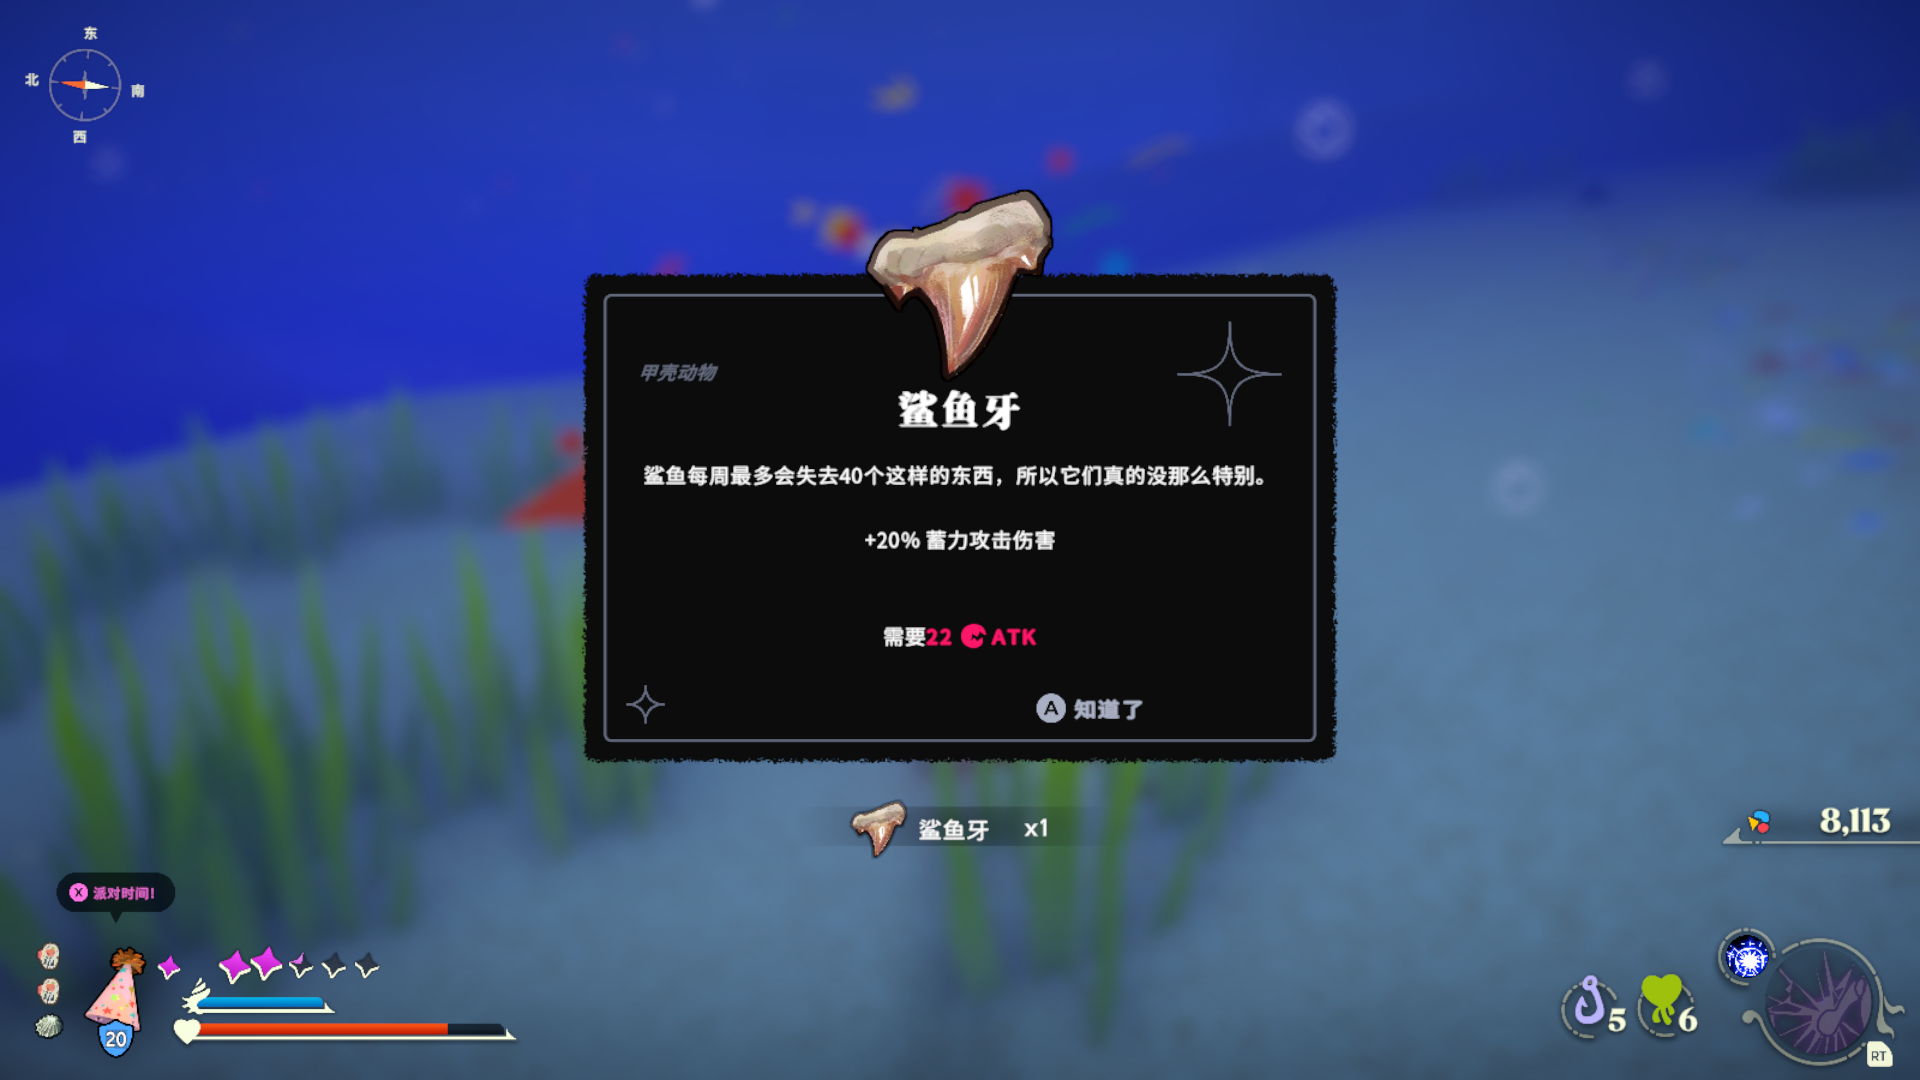 东
北
南
西
甲壳动物
鲨鱼牙
鲨鱼每周最多会失去40个这样的东西，所以它们真的没那么特别。
+20% 蓄力攻击伤害
需要22 ATK
A 知道了
鲨鱼牙 x1
8,113
X 派对时间!
20
5
6
RT